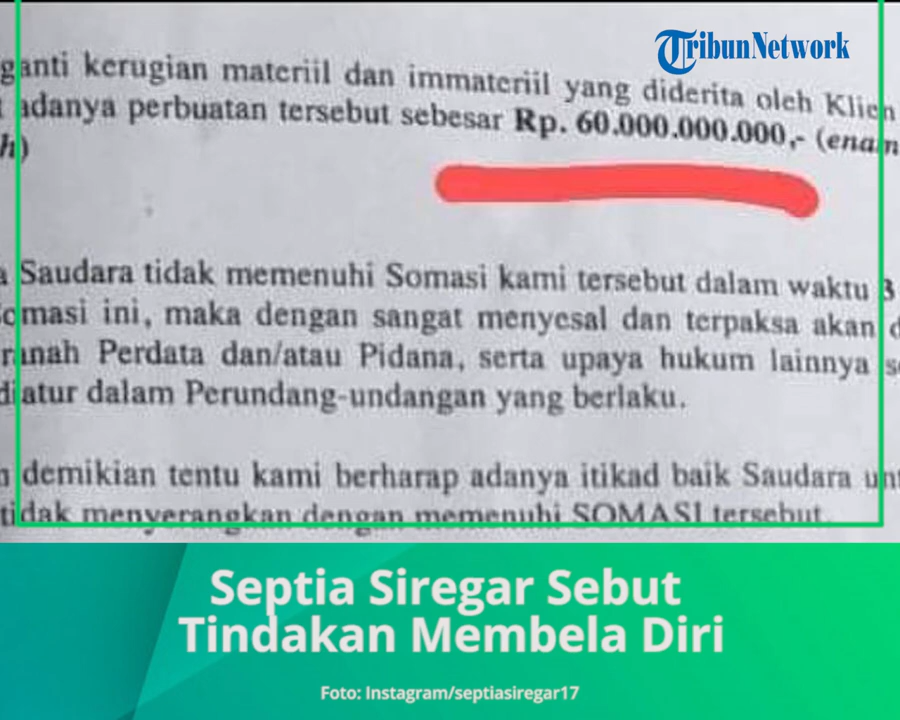 TribunNetwork
ganti kerugian materiil dan immateriil yang diderita oleh Klien
adanya perbuatan tersebut sebesar Rp. 60.000.000.000,- (enam
h)
Saudara tidak memenuhi Somasi kami tersebut dalam waktu 3
omasi ini, maka dengan sangat menyesal dan terpaksa akan d
ranah Perdata dan/atau Pidana, serta upaya hukum lainnya se
diatur dalam Perundang-undangan yang berlaku.
demikian tentu kami berharap adanya itikad baik Saudara unt
tidak menyerangkan dengan memenuhi SOMASI tersebut.
Septia Siregar Sebut
Tindakan Membela Diri
Foto: Instagram/septiasiregar17